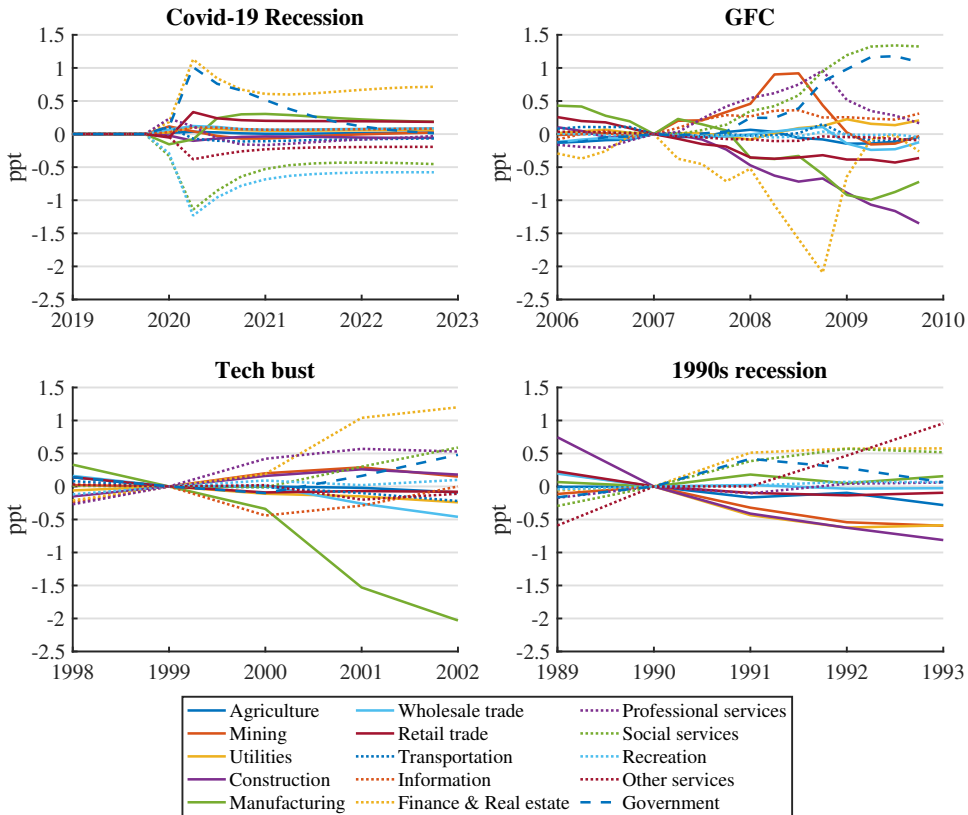 Covid-19 Recession
GFC
1.5
1
0.5
0
-0.5
-1
-1.5
-2
-2.5
ppt
2019 2020 2021 2022 2023
1.5
1
0.5
0
-0.5
-1
-1.5
-2
-2.5
ppt
2006 2007 2008 2009 2010
Tech bust
1990s recession
1.5
1
0.5
0
-0.5
-1
-1.5
-2
-2.5
ppt
1998 1999 2000 2001 2002
1.5
1
0.5
0
-0.5
-1
-1.5
-2
-2.5
ppt
1989 1990 1991 1992 1993
Agriculture
Mining
Utilities
Construction
Manufacturing
Wholesale trade
Retail trade
Transportation
Information
Finance & Real estate
Professional services
Social services
Recreation
Other services
Government